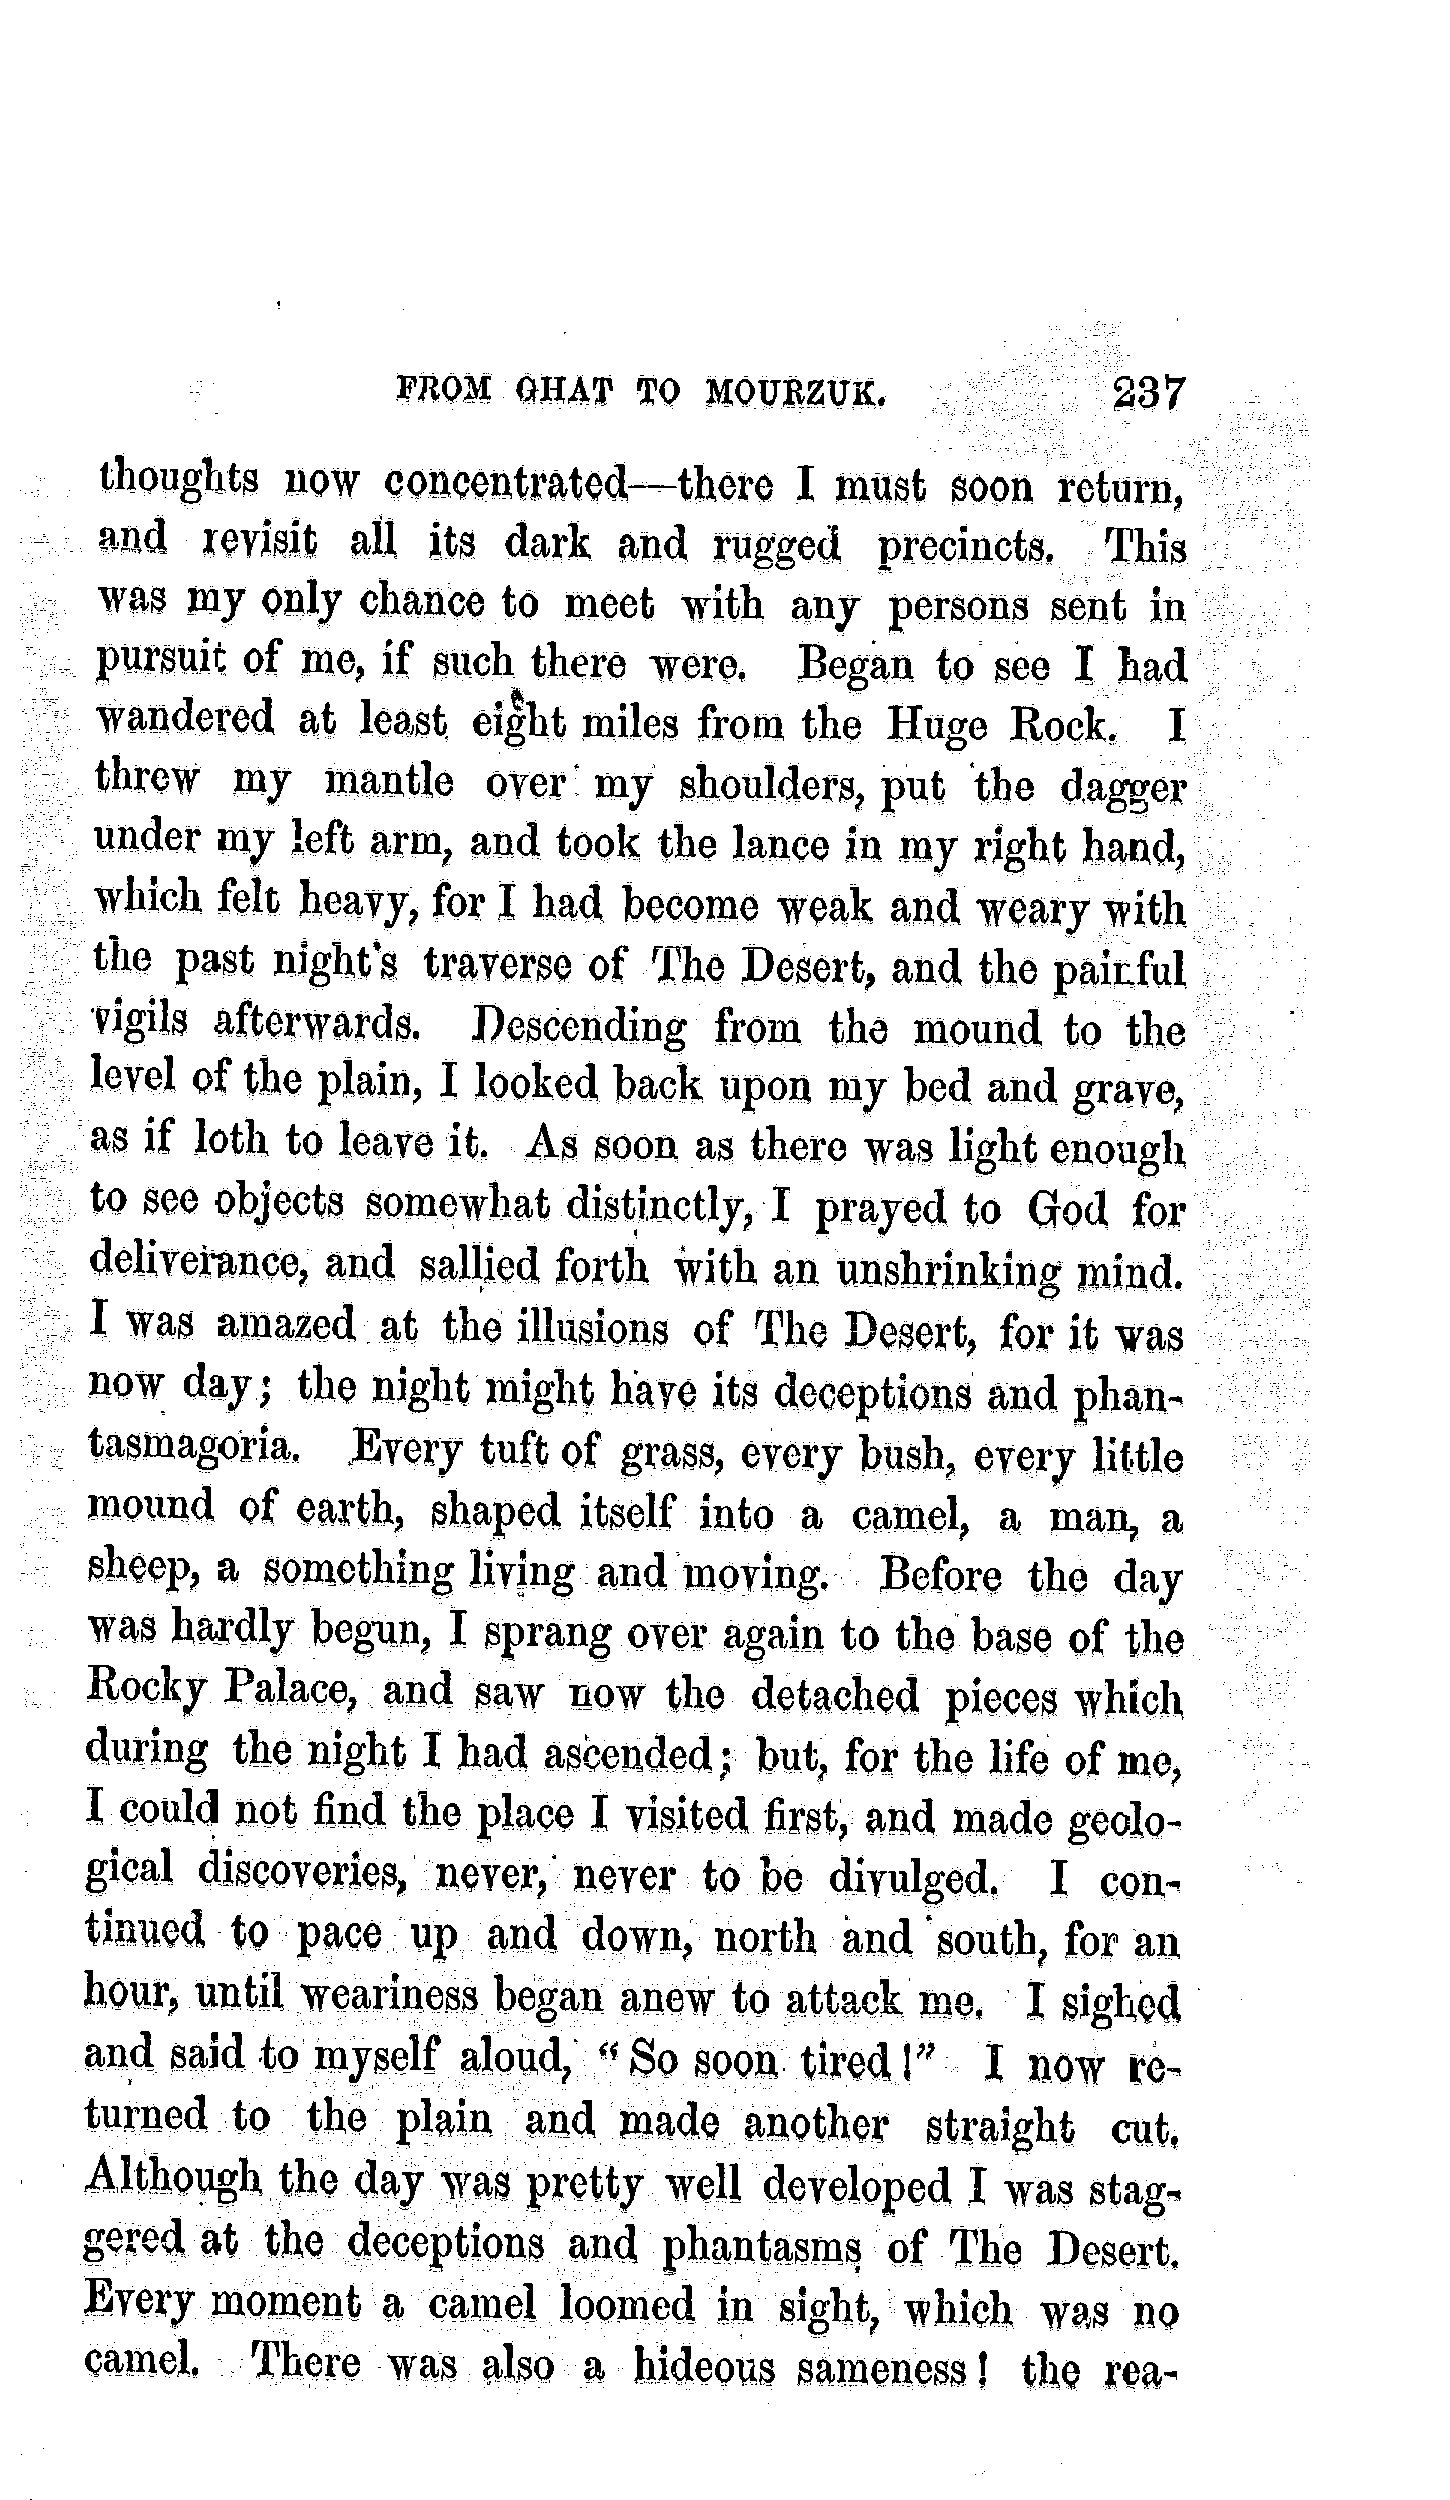 FROM GHAT TO MOURZUK. 237
thoughts now concentrated—there I must soon return,
and revisit all its dark and rugged precincts. This
was my only chance to meet with any persons sent in
pursuit of me, if such there were. Began to see I had
wandered at least eight miles from the Huge Rock. I
threw my mantle over my shoulders, put the dagger
under my left arm, and took the lance in my right hand,
which felt heavy, for I had become weak and weary with
the past night's traverse of The Desert, and the painful
vigils afterwards. Descending from the mound to the
level of the plain, I looked back upon my bed and grave,
as if loth to leave it. As soon as there was light enough
to see objects somewhat distinctly, I prayed to God for
deliverance, and sallied forth with an unshrinking mind.
I was amazed at the illusions of The Desert, for it was
now day; the night might have its deceptions and phan-
tasmagoria. Every tuft of grass, every bush, every little
mound of earth, shaped itself into a camel, a man, a
sheep, a something living and moving. Before the day
was hardly begun, I sprang over again to the base of the
Rocky Palace, and saw now the detached pieces which
during the night I had ascended; but, for the life of me,
I could not find the place I visited first, and made geolo-
gical discoveries, never, never to be divulged. I con-
tinued to pace up and down, north and south, for an
hour, until weariness began anew to attack me. I sighed
and said to myself aloud, "So soon tired!" I now re-
turned to the plain and made another straight cut.
Although the day was pretty well developed I was stag-
gered at the deceptions and phantasms of The Desert.
Every moment a camel loomed in sight, which was no
camel. There was also a hideous sameness! the rea-